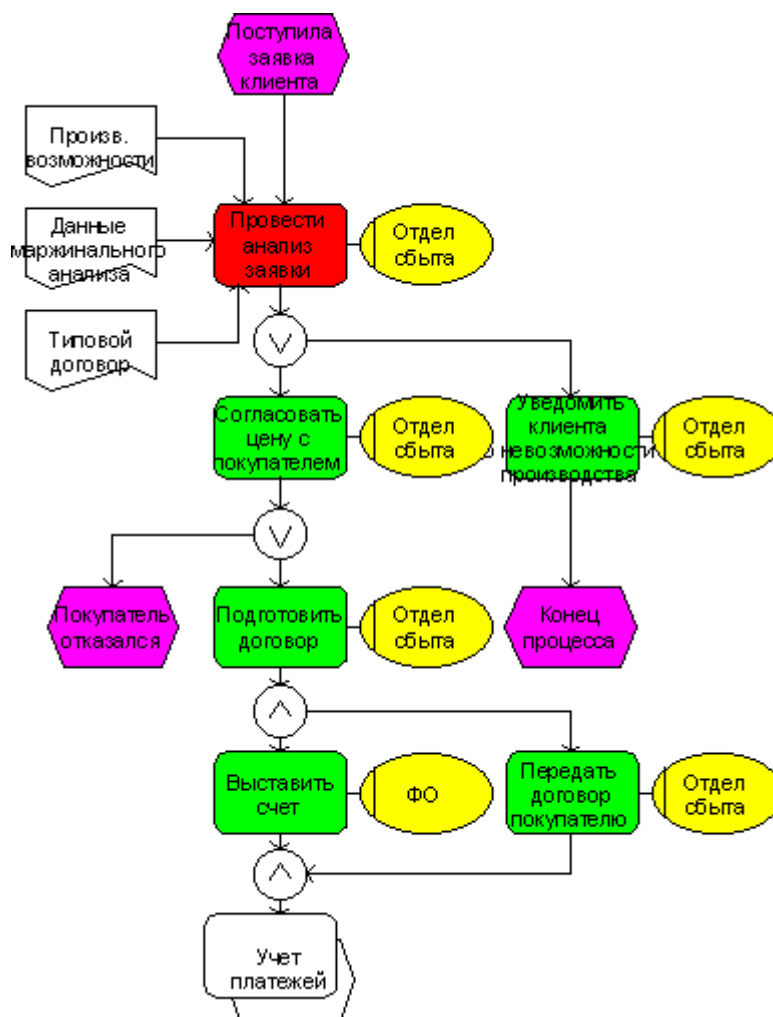 Поступила
заявка
клиента
Произв.
возможности
Данные
маржинального
анализа
Типовой
договор
Провести
анализ
заявки
Отдел
сбыта
Согласовать
цену с
покупателем
Отдел
сбыта
Уведомить
клиента
о невозможности
производства
Отдел
сбыта
Покупатель
отказался
Подготовить
договор
Отдел
сбыта
Конец
процесса
Выставить
счет
ФО
Передать
договор
покупателю
Отдел
сбыта
Учет
платежей